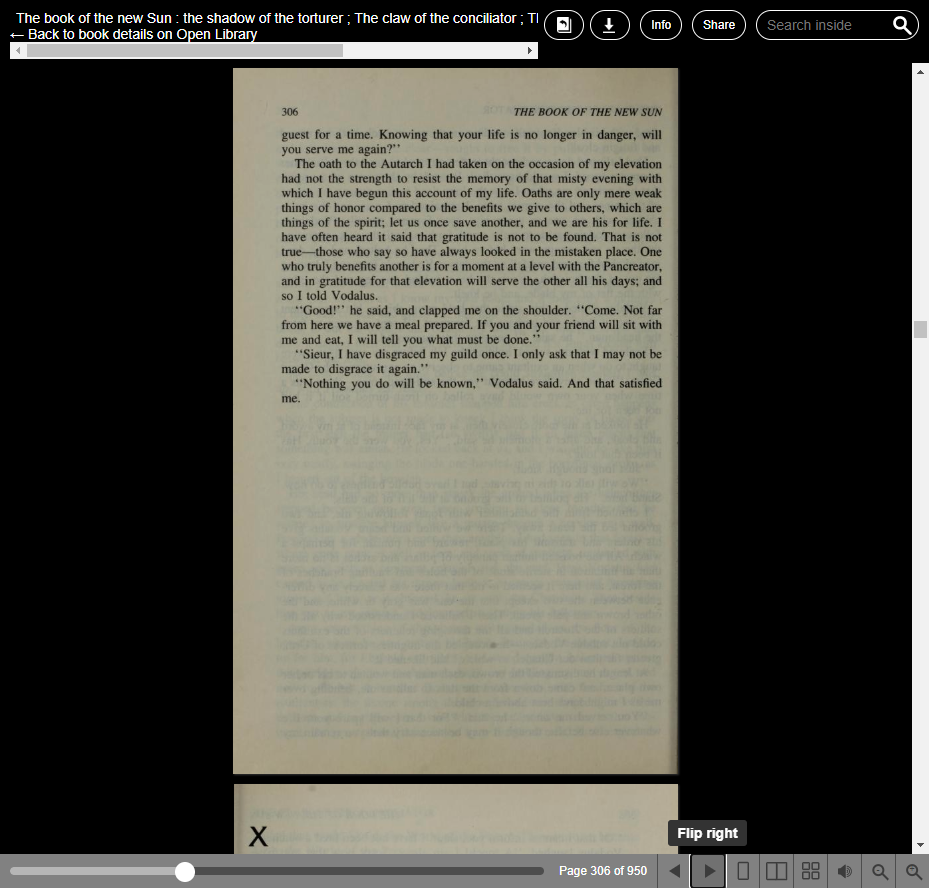 The book of the new Sun : the shadow of the torturer ; The claw of the conciliator ;
← Back to book details on Open Library
Info
Share
Search inside
306
THE BOOK OF THE NEW SUN
guest for a time. Knowing that your life is no longer in danger, will
you serve me again?''
The oath to the Autarch I had taken on the occasion of my elevation
had not the strength to resist the memory of that misty evening with
which I have begun this account of my life. Oaths are only mere weak
things of honor compared to the benefits we give to others, which are
things of the spirit; let us once save another, and we are his for life. I
have often heard it said that gratitude is not to be found. That is not
true—those who say so have always looked in the mistaken place. One
who truly benefits another is for a moment at a level with the Pancreator,
and in gratitude for that elevation will serve the other all his days; and
so I told Vodalus.
''Good!'' he said, and clapped me on the shoulder. ''Come. Not far
from here we have a meal prepared. If you and your friend will sit with
me and eat, I will tell you what must be done.''
''Sieur, I have disgraced my guild once. I only ask that I may not be
made to disgrace it again.''
''Nothing you do will be known,'' Vodalus said. And that satisfied
me.
X
Flip right
Page 306 of 950